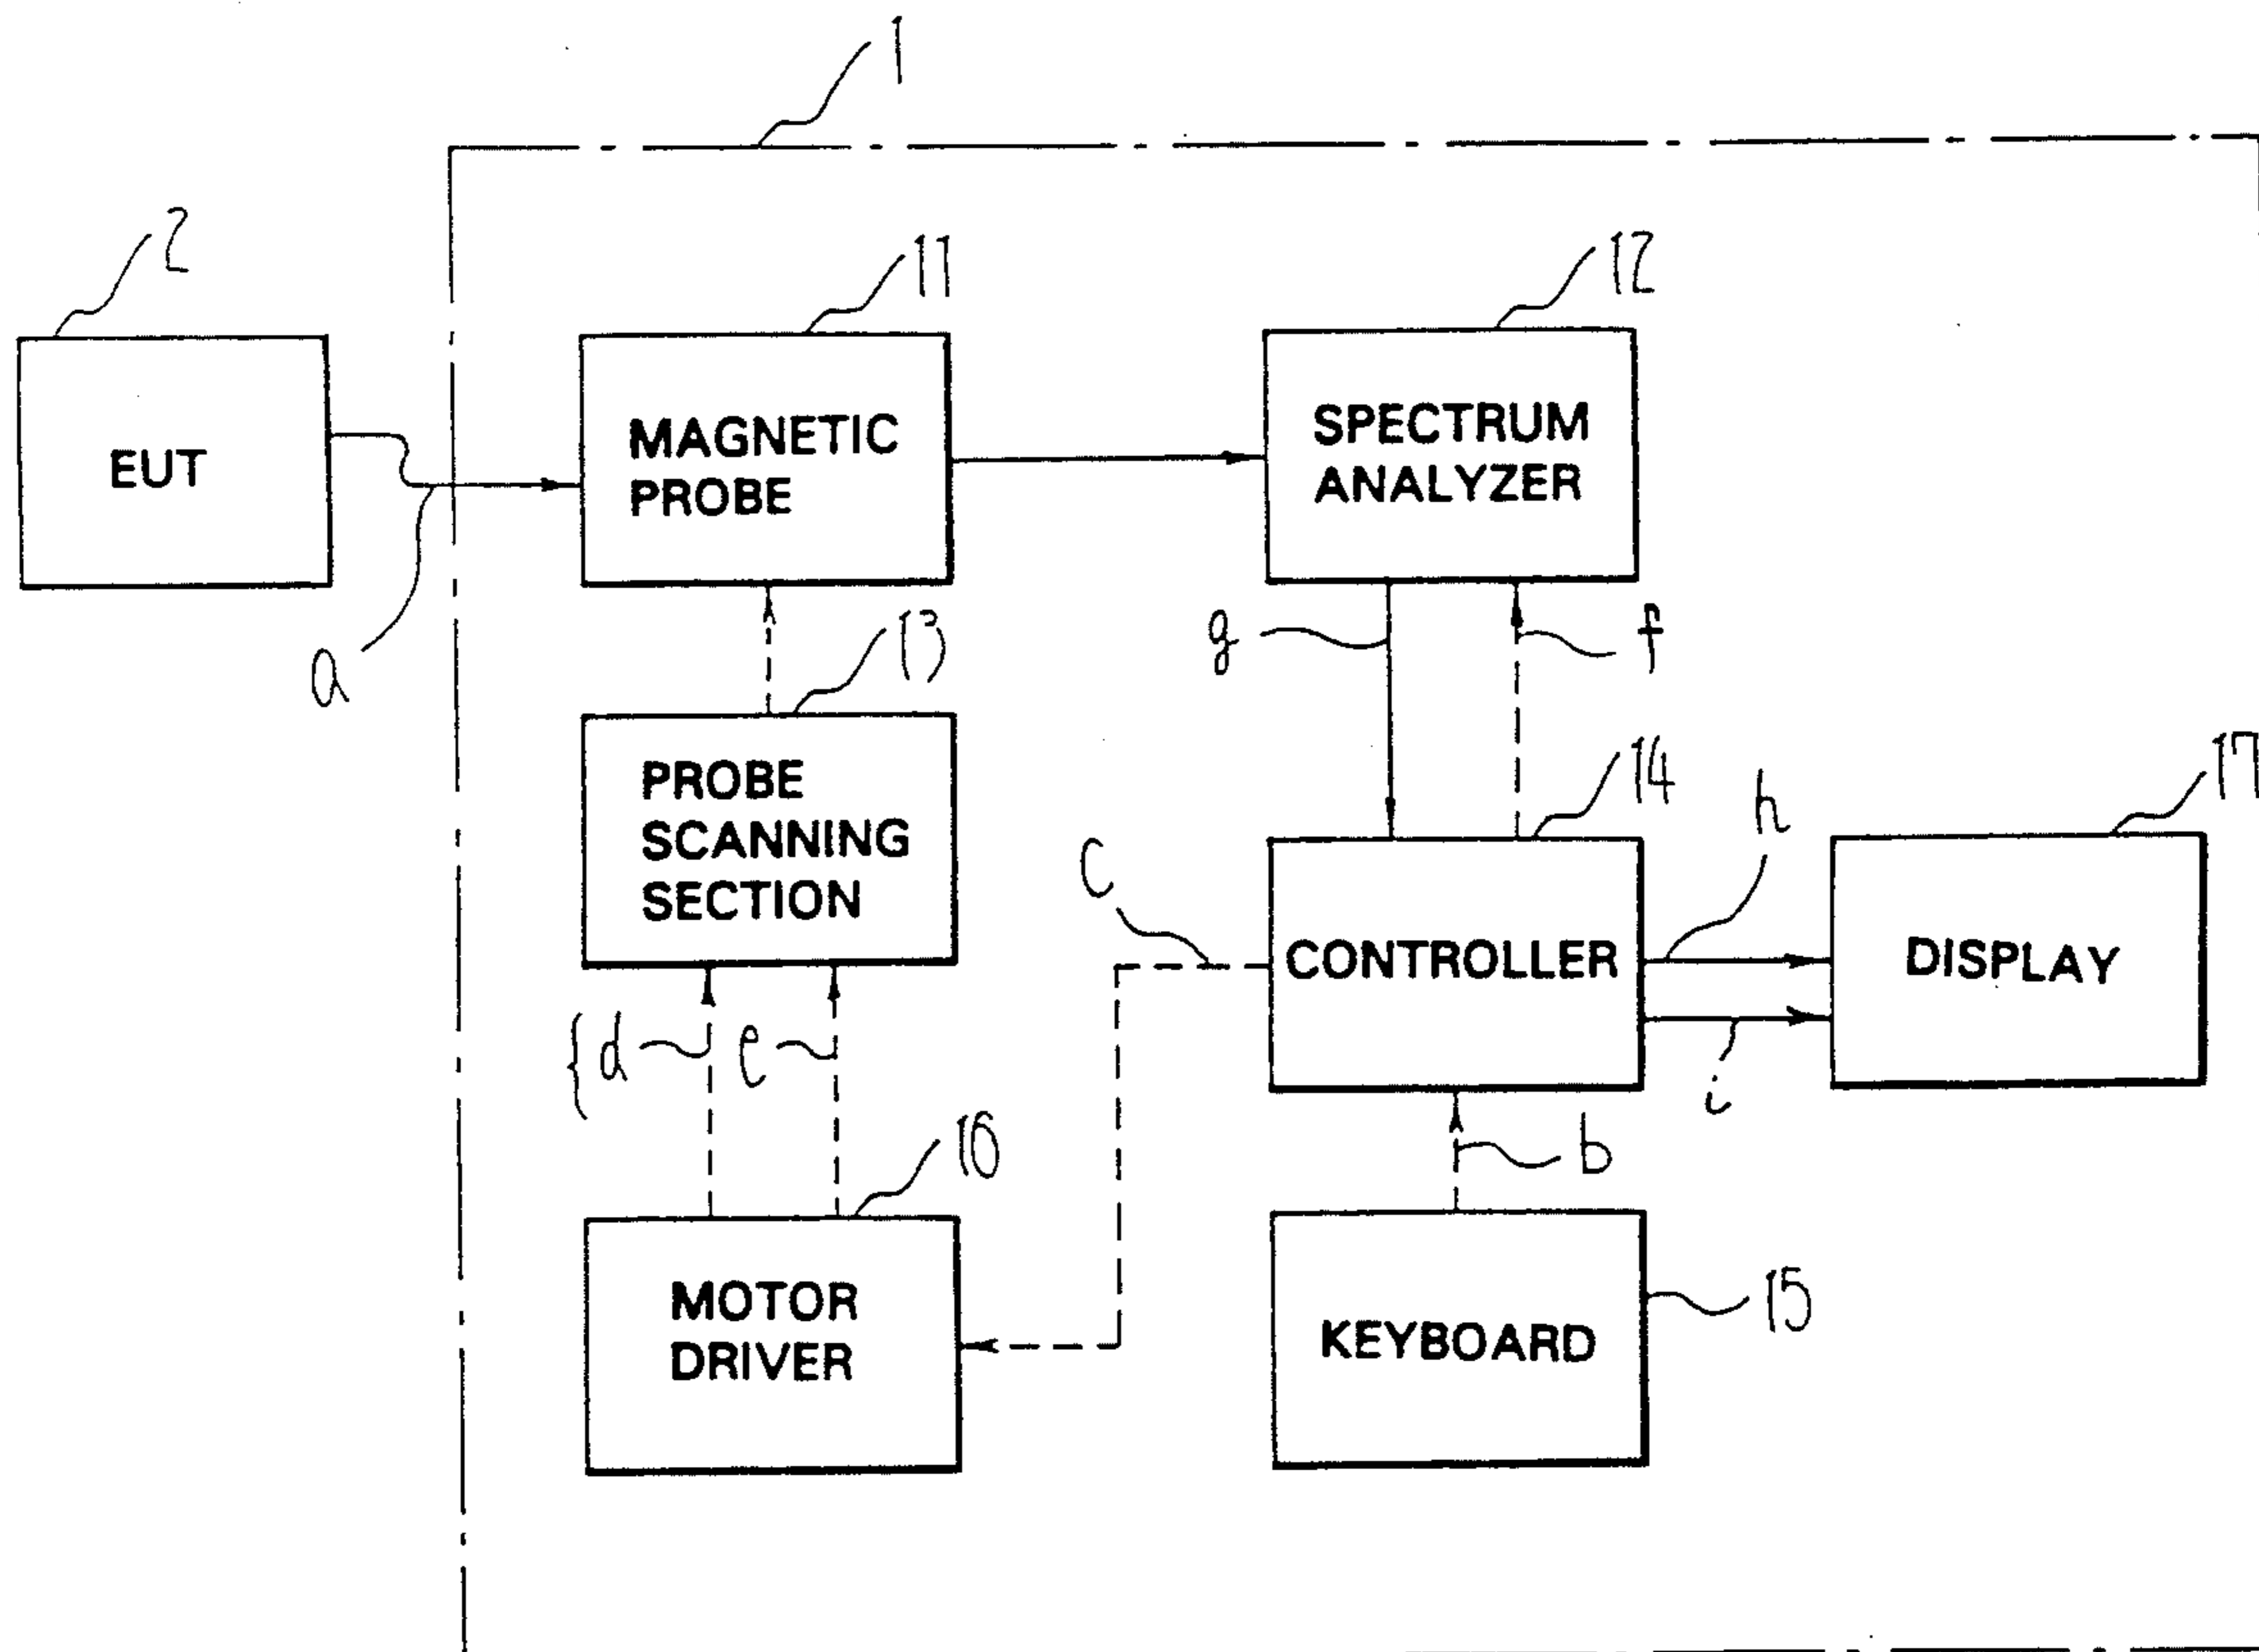 1
2
11
12
EUT
MAGNETIC
PROBE
SPECTRUM
ANALYZER
a
13
g
f
PROBE
SCANNING
SECTION
14
17
C
h
CONTROLLER
DISPLAY
{d
e
i
16
b
MOTOR
DRIVER
KEYBOARD
15